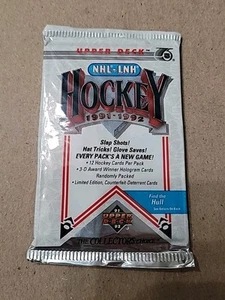 UPPER DECK
NHL-LNH
HOCKEY
1991-1992
Slap Shots!
Hat Tricks! Glove Saves!
EVERY PACK'S A NEW GAME!
• 12 Hockey Cards Per Pack
• 3-D Award Winner Hologram Cards
Randomly Packed
• Limited Edition, Counterfeit-Deterrent Cards
Find the
Hull
UPPER DECK
THE COLLECTOR'S CHOICE